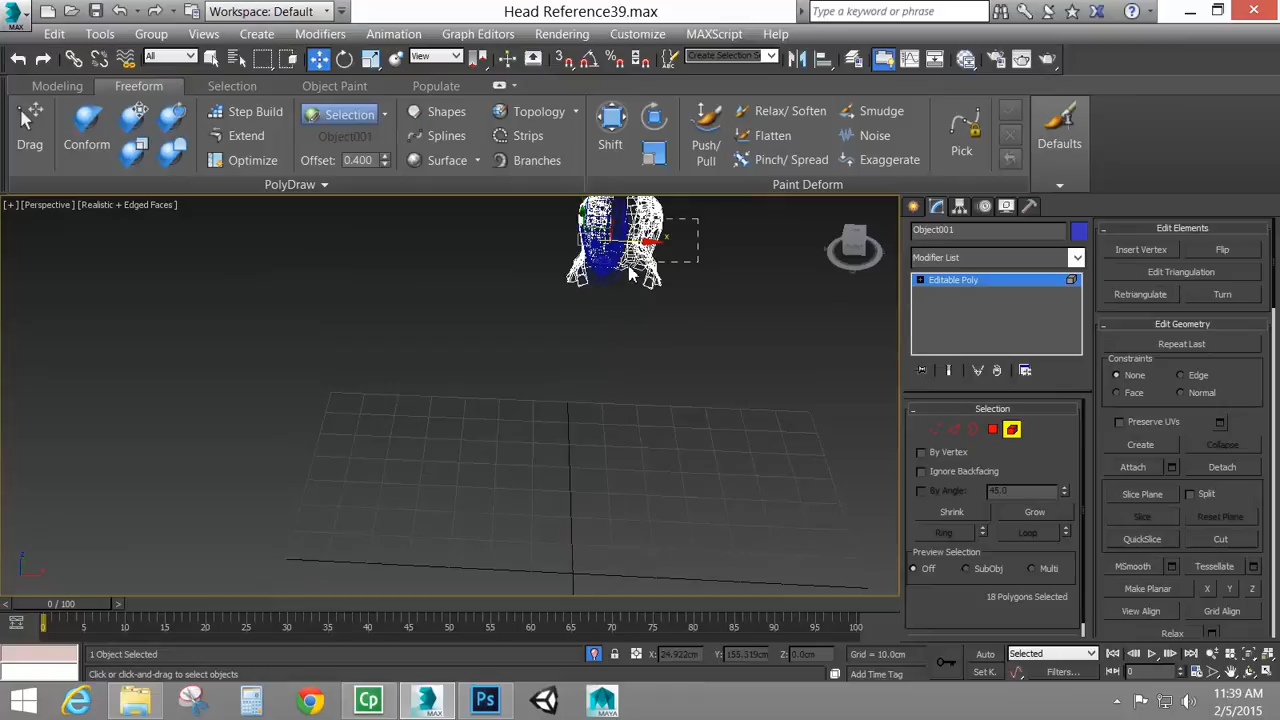 MAX
Workspace: Default
Head Reference39.max
Type a keyword or phrase
Edit Tools Group Views Create Modifiers Animation Graph Editors Rendering Customize MAXScript Help
All
View
Create Selection S
Modeling Freeform Selection Object Paint Populate
Drag
Conform
Step Build
Extend
Optimize
Selection
Object001
Offset: 0.400
Shapes
Splines
Surface
Topology
Strips
Branches
PolyDraw
Shift
Push/
Pull
Relax/ Soften
Flatten
Pinch/ Spread
Smudge
Noise
Exaggerate
Pick
Paint Deform
Defaults
[+] [Perspective] [Realistic + Edged Faces]
x
z
Object001
Modifier List
Editable Poly
Selection
By Vertex
Ignore Backfacing
By Angle: 45.0
Shrink Grow
Ring Loop
Preview Selection
Off SubObj Multi
18 Polygons Selected
Edit Elements
Insert Vertex Flip
Edit Triangulation
Retriangulate Turn
Edit Geometry
Repeat Last
Constraints
None Edge
Face Normal
Preserve UVs
Create Collapse
Attach Detach
Slice Plane Split
Slice Reset Plane
QuickSlice Cut
MSmooth Tessellate
Make Planar X Y Z
View Align Grid Align
Relax
0 / 100
0 5 10 15 20 25 30 35 40 45 50 55 60 65 70 75 80 85 90 95 100
1 Object Selected
X: 24.922cm Y: 155.319cm Z: 0.0cm
Grid = 10.0cm
Auto Selected
Click or click-and-drag to select objects
Add Time Tag
Set K. Filters... 0
Cp
MAX
Ps
MAYA
11:39 AM
2/5/2015